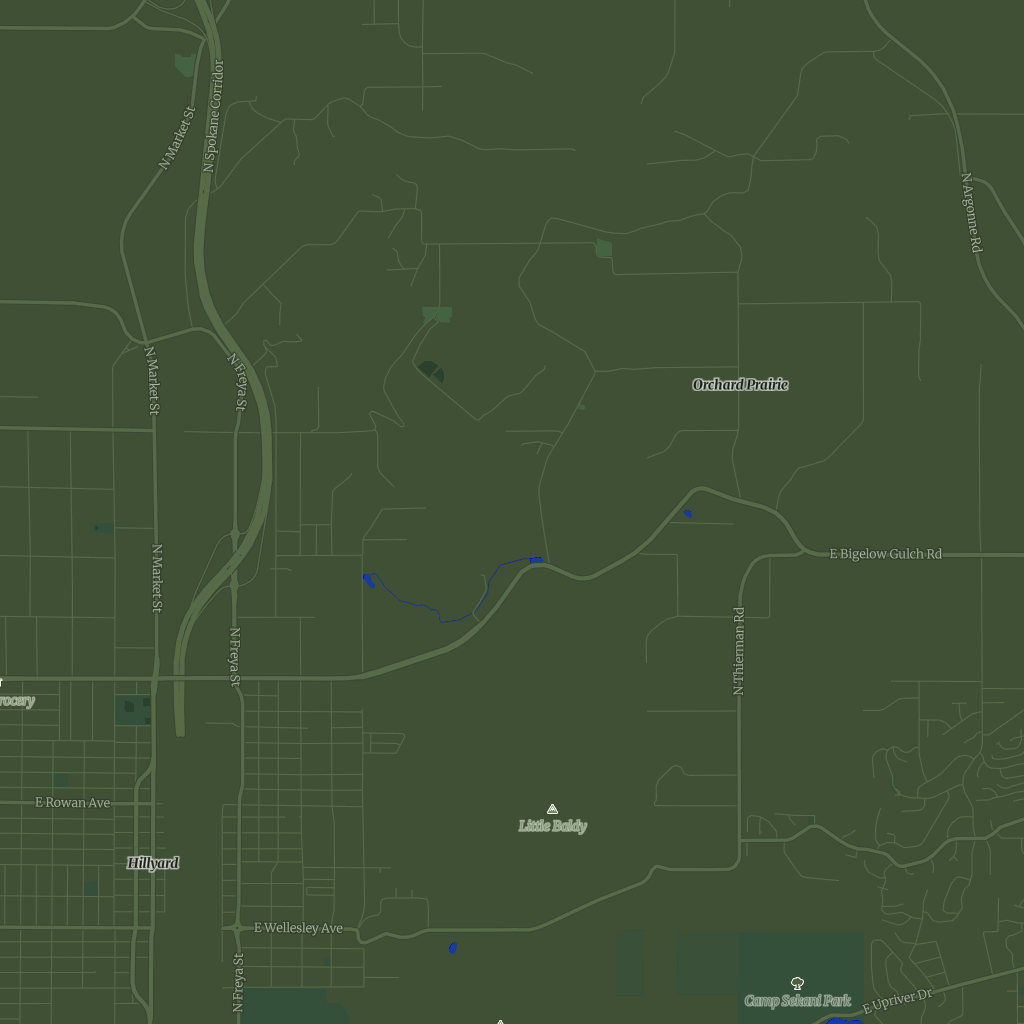 N Spokane Corridor
N Market St
N Argonne Rd
N Market St
N Freya St
Orchard Prairie
N Market St
E Bigelow Gulch Rd
N Freya St
N Thierman Rd
rocery
E Rowan Ave
Little Baldy
Hillyard
E Wellesley Ave
N Freya St
Camp Sekani Park
E Upriver Dr